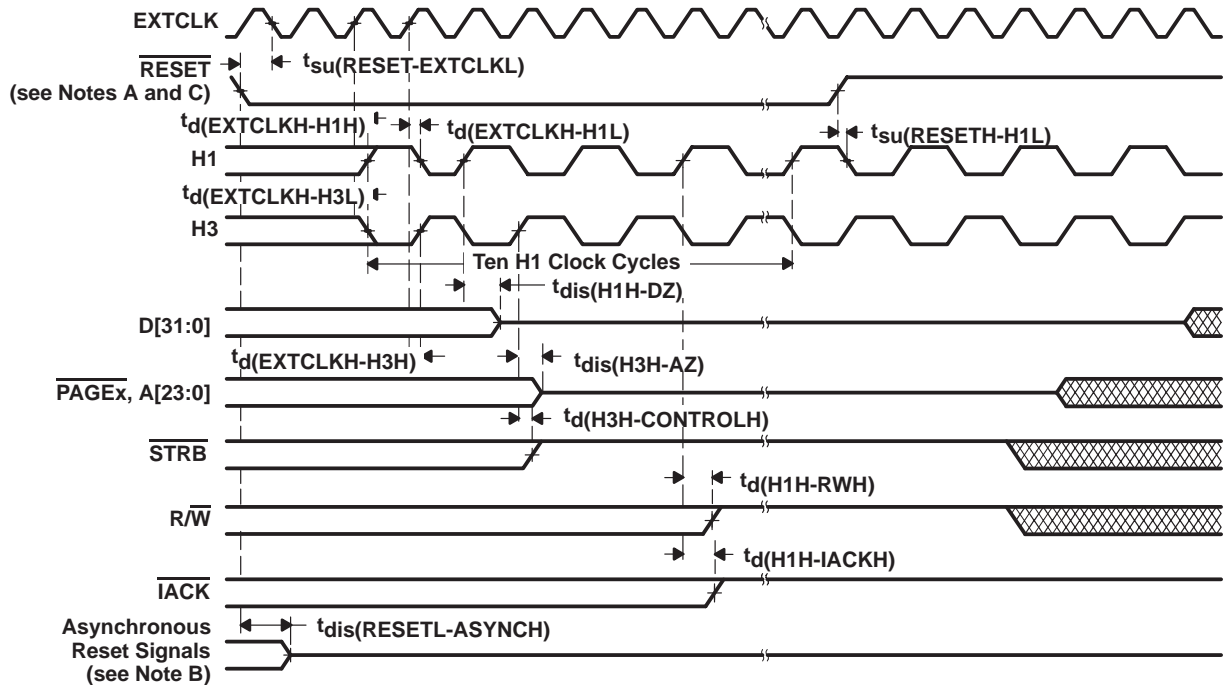 EXTCLK
tsu(RESET-EXTCLKL)
RESET
(see Notes A and C)
td(EXTCLKH-H1H)
td(EXTCLKH-H1L)
tsu(RESETH-H1L)
H1
td(EXTCLKH-H3L)
H3
Ten H1 Clock Cycles
tdis(H1H-DZ)
D[31:0]
td(EXTCLKH-H3H)
tdis(H3H-AZ)
PAGEx, A[23:0]
td(H3H-CONTROLH)
STRB
td(H1H-RWH)
R/W
td(H1H-IACKH)
IACK
tdis(RESETL-ASYNCH)
Asynchronous
Reset Signals
(see Note B)